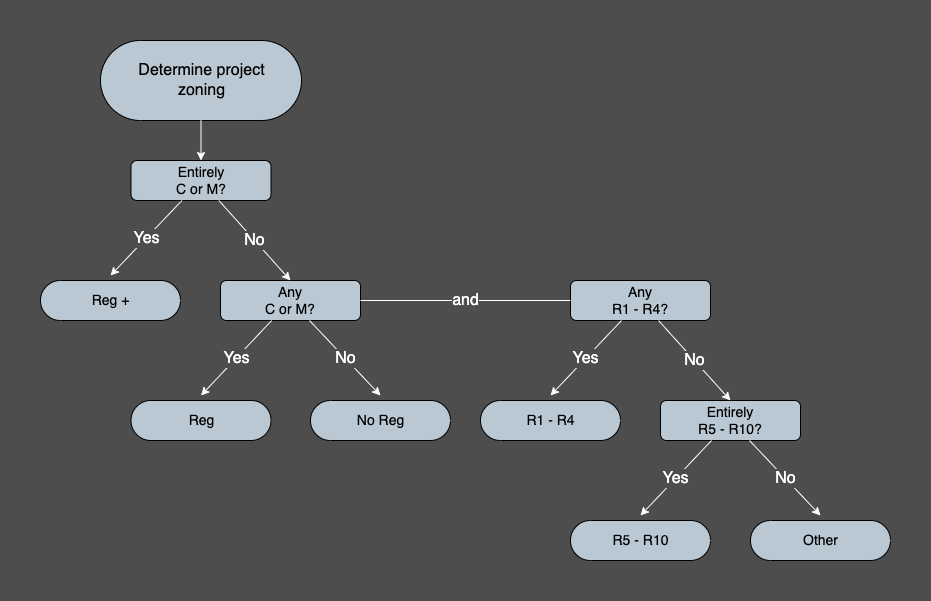 Determine project
zoning
Entirely
C or M?
Yes
No
Reg +
Any
C or M?
and
Any
R1 - R4?
Yes
No
Yes
No
Reg
No Reg
R1 - R4
Entirely
R5 - R10?
Yes
No
R5 - R10
Other